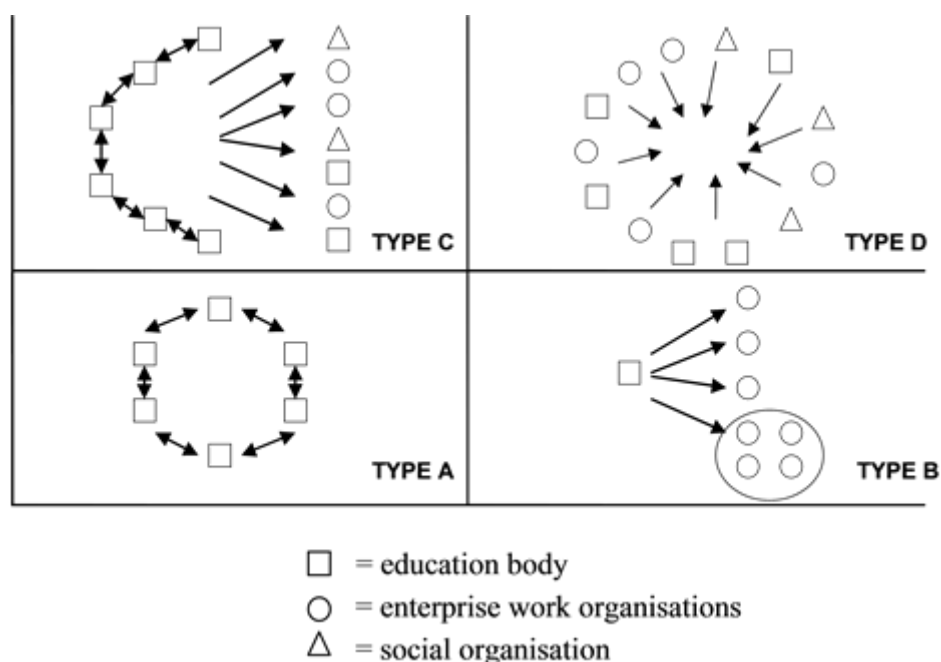 TYPE C
TYPE D
TYPE A
TYPE B
= education body
= enterprise work organisations
= social organisation